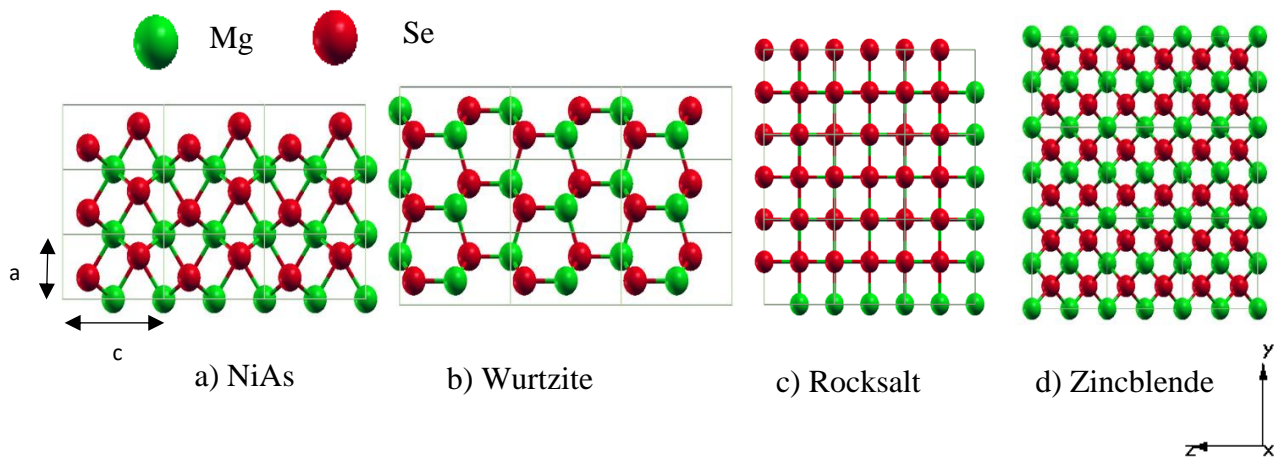 Mg Se
a
c
a) NiAs
b) Wurtzite
c) Rocksalt
d) Zincblende
y
z x